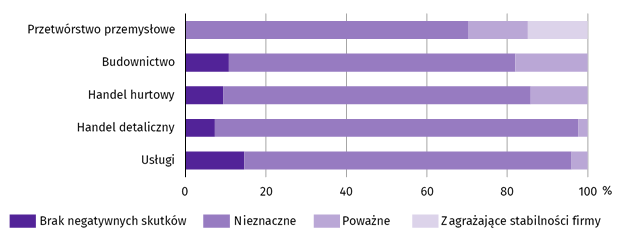 Przetwórstwo przemysłowe
Budownictwo
Handel hurtowy
Handel detaliczny
Usługi
0 20 40 60 80 100 %
Brak negatywnych skutków Nieznaczne Poważne Zagrażające stabilności firmy